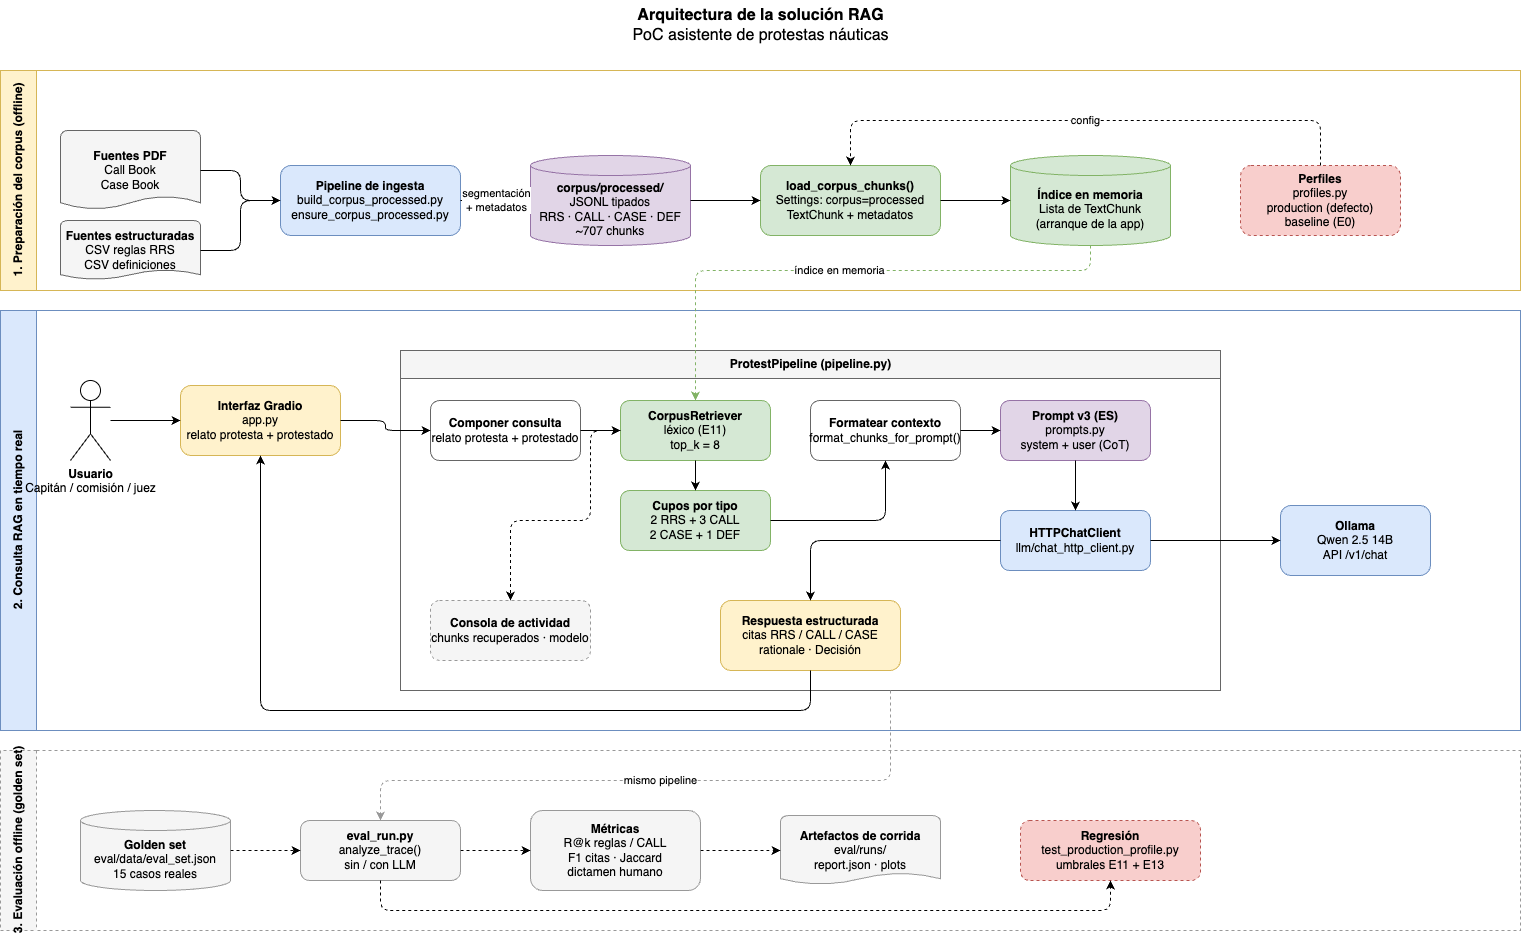 Arquitectura de la solución RAG
PoC asistente de protestas náuticas
1. Preparación del corpus (offline)
Fuentes PDF
Call Book
Case Book
Fuentes estructuradas
CSV reglas RRS
CSV definiciones
Pipeline de ingesta
build_corpus_processed.py
ensure_corpus_processed.py
segmentación
+ metadatos
corpus/processed/
JSONL tipados
RRS · CALL · CASE · DEF
~707 chunks
load_corpus_chunks()
Settings: corpus=processed
TextChunk + metadatos
config
Índice en memoria
Lista de TextChunk
(arranque de la app)
Perfiles
profiles.py
production (defecto)
baseline (E0)
índice en memoria
2. Consulta RAG en tiempo real
Usuario
Capitán / comisión / juez
Interfaz Gradio
app.py
relato protesta + protestado
ProtestPipeline (pipeline.py)
Componer consulta
relato protesta + protestado
CorpusRetriever
léxico (E11)
top_k = 8
Formatear contexto
format_chunks_for_prompt()
Prompt v3 (ES)
prompts.py
system + user (CoT)
Cupos por tipo
2 RRS + 3 CALL
2 CASE + 1 DEF
HTTPChatClient
llm/chat_http_client.py
Ollama
Qwen 2.5 14B
API /v1/chat
Consola de actividad
chunks recuperados · modelo
Respuesta estructurada
citas RRS / CALL / CASE
rationale · Decisión
3. Evaluación offline (golden set)
mismo pipeline
Golden set
eval/data/eval_set.json
15 casos reales
eval_run.py
analyze_trace()
sin / con LLM
Métricas
R@k reglas / CALL
F1 citas · Jaccard
dictamen humano
Artefactos de corrida
eval/runs/
report.json · plots
Regresión
test_production_profile.py
umbrales E11 + E13